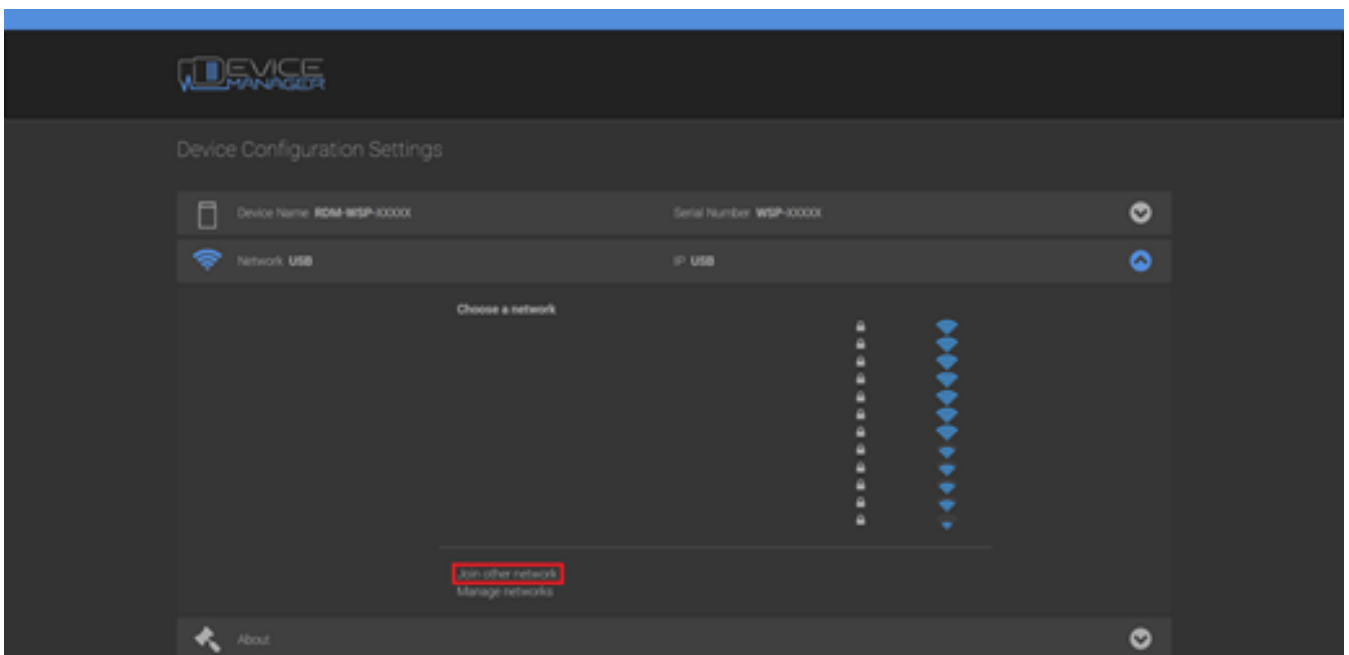 DEVICE
MANAGER
Device Configuration Settings
Device Name RDM-WSP-XXXXX
Serial Number WSP-XXXXX
Network USB
IP USB
Choose a network
Join other network
Manage networks
About